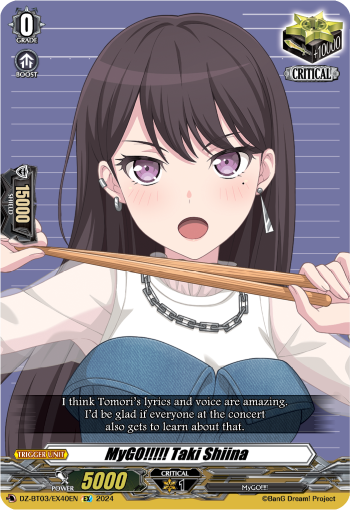 0
GRADE
BOOST
+10000
CRITICAL
15000
SHIELD
I think Tomori's lyrics and voice are amazing.
I'd be glad if everyone at the concert
also gets to learn about that.
MyGO!!!!! Taki Shiina
TRIGGER UNIT
POWER
5000
CRITICAL
1
MyGO!!!!!
DZ-BT03/EX40EN EX 2024
©BanG Dream! Project